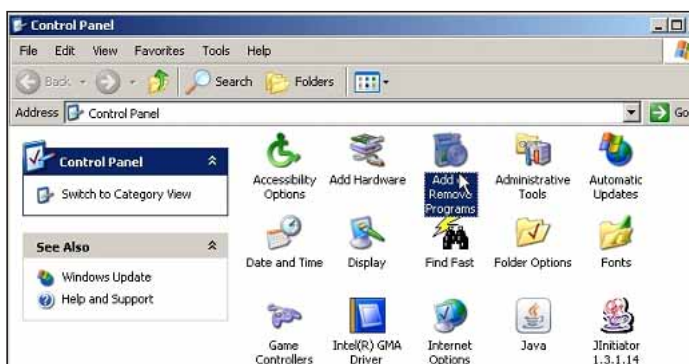 Control Panel
File Edit View Favorites Tools Help
Back Search Folders
Address Control Panel Go
Control Panel
Switch to Category View
See Also
Windows Update
Help and Support
Accessibility Options
Add Hardware
Add Remove Programs
Administrative Tools
Automatic Updates
Date and Time
Display
Find Fast
Folder Options
Fonts
Game Controllers
Intel(R) GMA Driver
Internet Options
Java
JInitiator 1.3.1.14